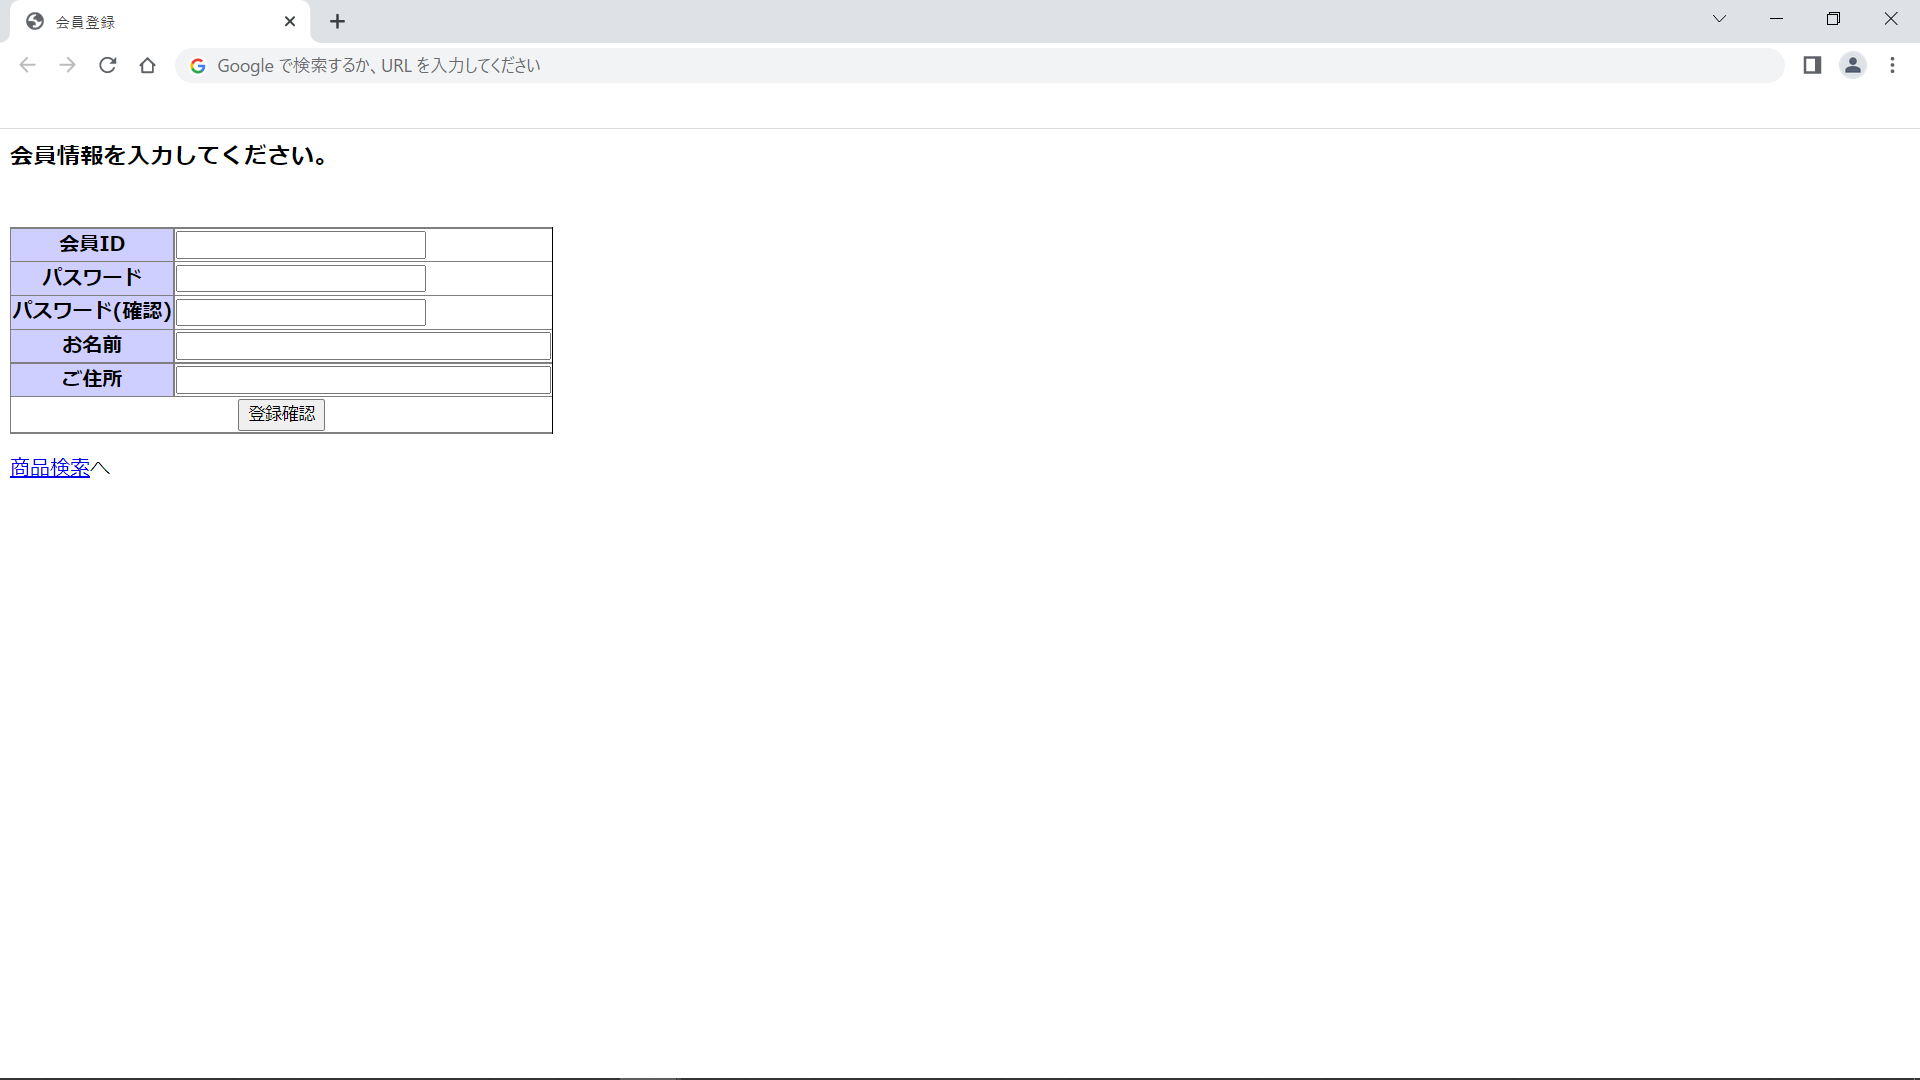 会員登録
Google で検索するか、URL を入力してください
会員情報を入力してください。
会員ID
パスワード
パスワード(確認)
お名前
ご住所
登録確認
商品検索へ